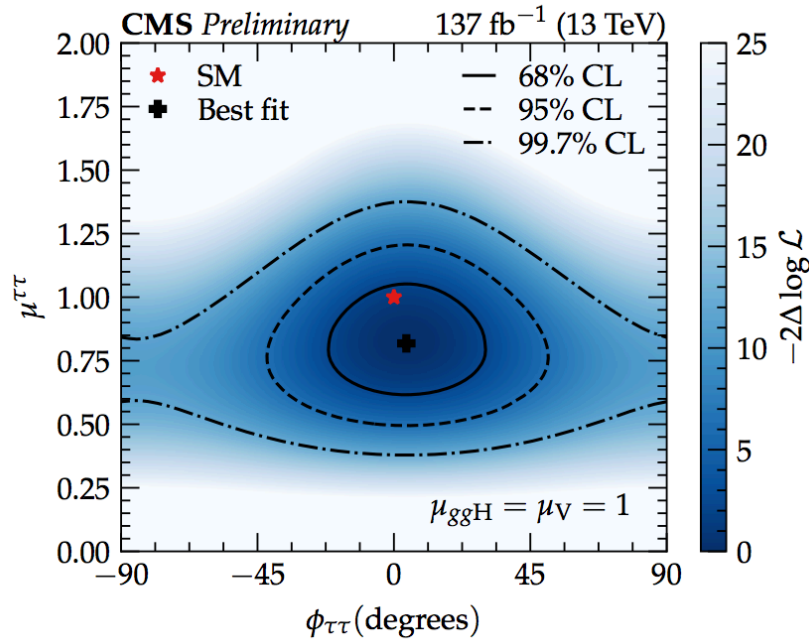 CMS Preliminary 137 fb⁻¹ (13 TeV)
2.00
1.75
1.50
1.25
1.00
0.75
0.50
0.25
0.00
μ^ττ
SM
Best fit
68% CL
95% CL
99.7% CL
μ_ggH = μ_V = 1
−90
−45
0
45
90
ϕ_ττ(degrees)
25
20
15
10
5
0
−2Δ log ℒ